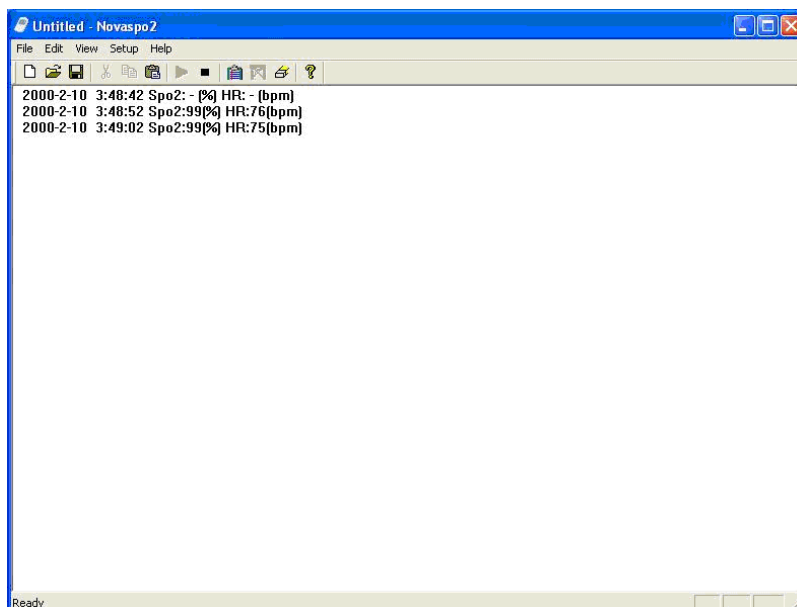 Untitled - Novaspo2
File Edit View Setup Help
2000-2-10 3:48:42 Spo2: - (%) HR: - (bpm)
2000-2-10 3:48:52 Spo2:99(%) HR:76(bpm)
2000-2-10 3:49:02 Spo2:99(%) HR:75(bpm)
Ready